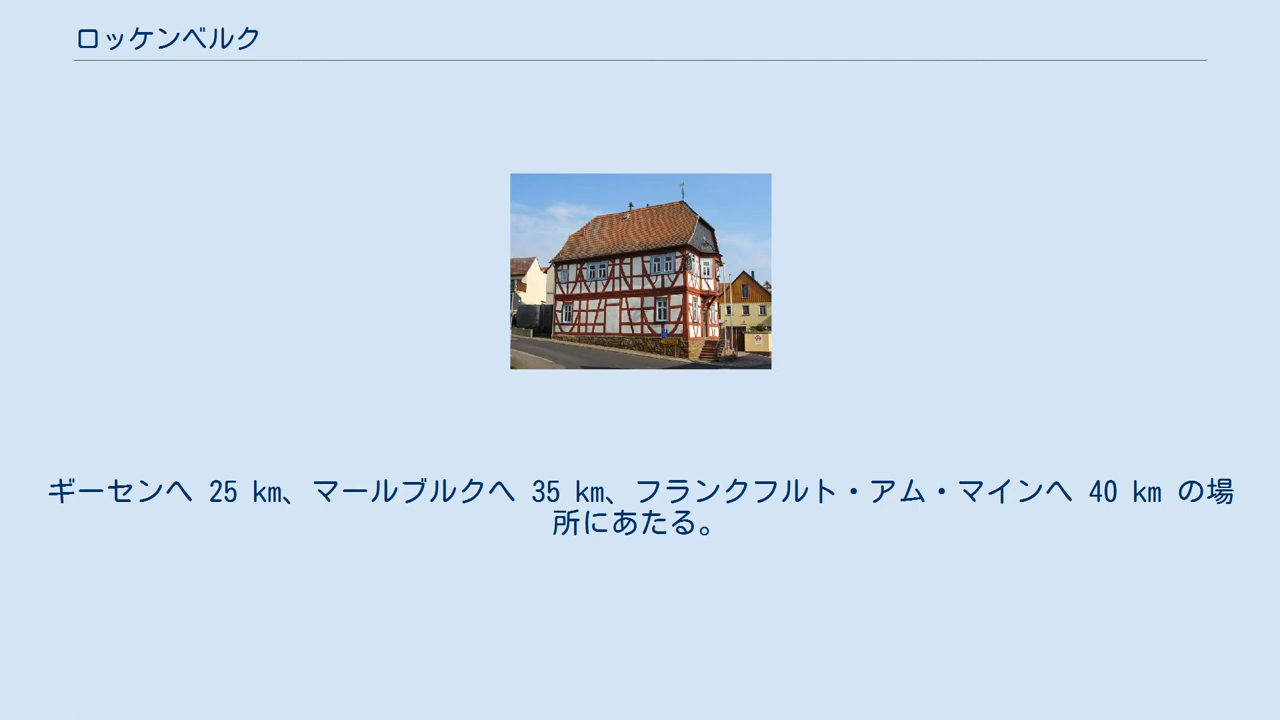 ロッケンベルク
ギーセンへ 25 km、マールブルクへ 35 km、フランクフルト・アム・マインへ 40 km の場
所にあたる。